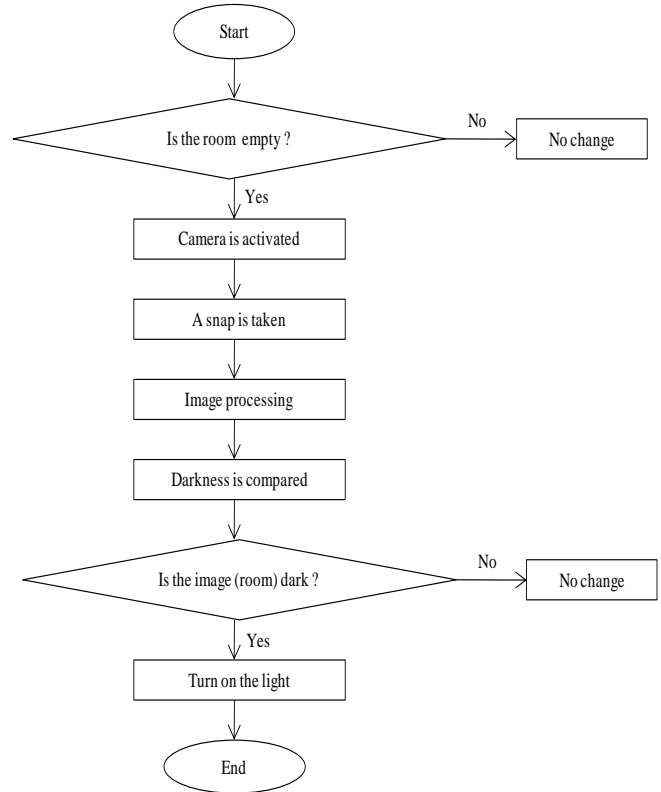 Start
Is the room empty ?
No
No change
Yes
Camera is activated
A snap is taken
Image processing
Darkness is compared
Is the image (room) dark ?
No
No change
Yes
Turn on the light
End